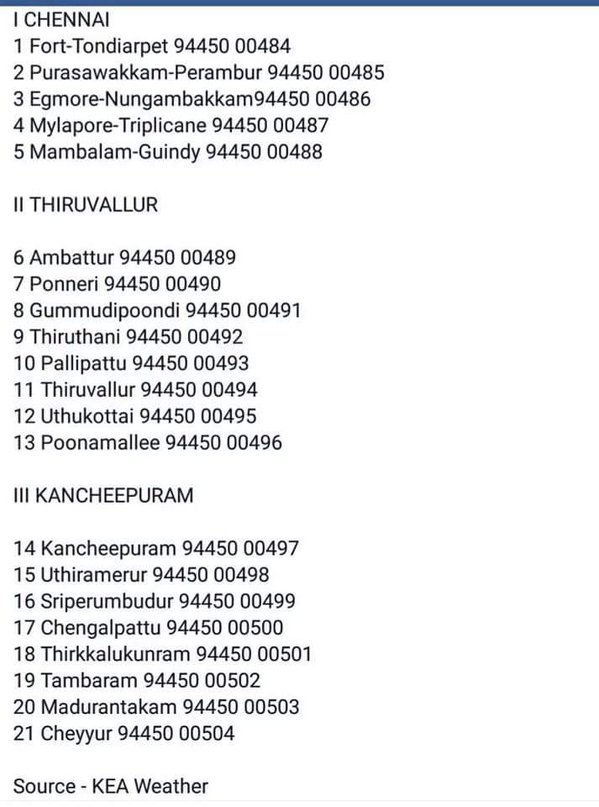 I CHENNAI
1 Fort-Tondiarpet 94450 00484
2 Purasawakkam-Perambur 94450 00485
3 Egmore-Nungambakkam94450 00486
4 Mylapore-Triplicane 94450 00487
5 Mambalam-Guindy 94450 00488
II THIRUVALLUR
6 Ambattur 94450 00489
7 Ponneri 94450 00490
8 Gummudipoondi 94450 00491
9 Thiruthani 94450 00492
10 Pallipattu 94450 00493
11 Thiruvallur 94450 00494
12 Uthukottai 94450 00495
13 Poonamallee 94450 00496
III KANCHEEPURAM
14 Kancheepuram 94450 00497
15 Uthiramerur 94450 00498
16 Sriperumbudur 94450 00499
17 Chengalpattu 94450 00500
18 Thirkkalukunram 94450 00501
19 Tambaram 94450 00502
20 Madurantakam 94450 00503
21 Cheyyur 94450 00504
Source - KEA Weather